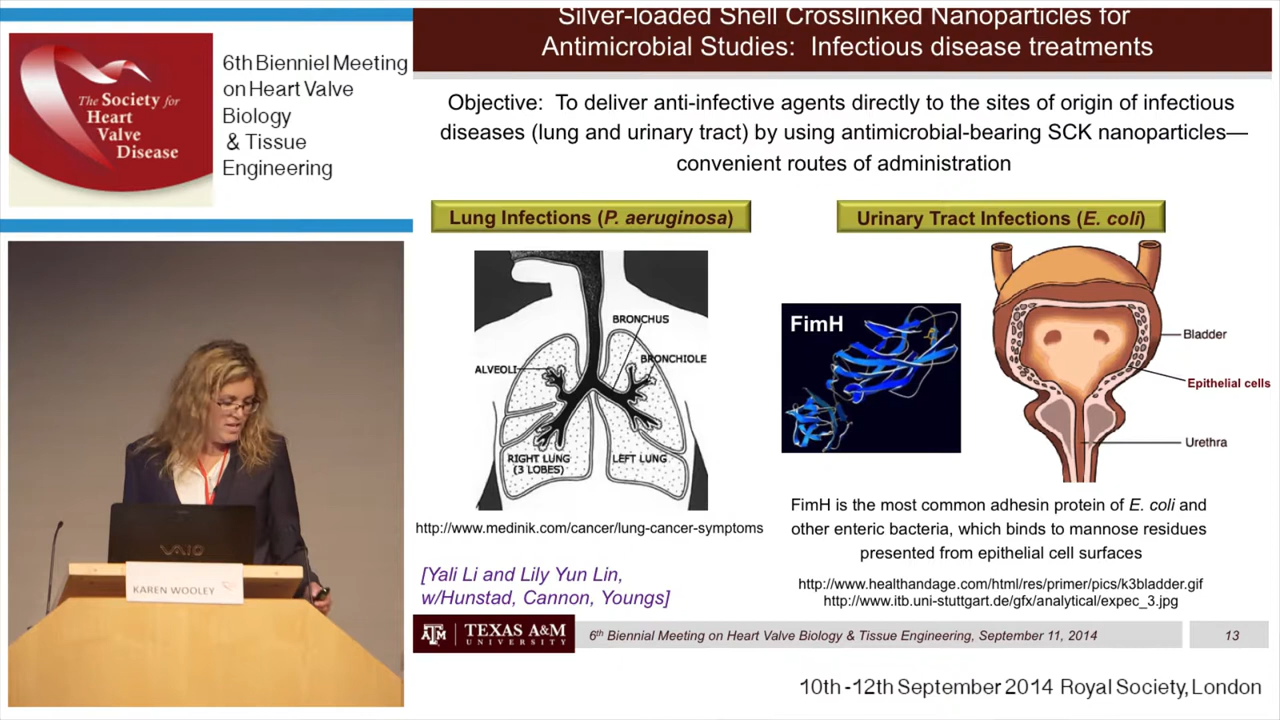 The Society for
Heart
Valve
Disease
6th Bienniel Meeting
on Heart Valve
Biology
& Tissue
Engineering
VAIO
KAREN WOOLEY
Silver-loaded Shell Crosslinked Nanoparticles for
Antimicrobial Studies: Infectious disease treatments
Objective: To deliver anti-infective agents directly to the sites of origin of infectious
diseases (lung and urinary tract) by using antimicrobial-bearing SCK nanoparticles—
convenient routes of administration
Lung Infections (P. aeruginosa)
BRONCHUS
BRONCHIOLE
ALVEOLI
RIGHT LUNG
(3 LOBES)
LEFT LUNG
http://www.medinik.com/cancer/lung-cancer-symptoms
[Yali Li and Lily Yun Lin,
w/Hunstad, Cannon, Youngs]
Urinary Tract Infections (E. coli)
FimH
Bladder
Epithelial cells
Urethra
FimH is the most common adhesin protein of E. coli and
other enteric bacteria, which binds to mannose residues
presented from epithelial cell surfaces
http://www.healthandage.com/html/res/primer/pics/k3bladder.gif
http://www.itb.uni-stuttgart.de/gfx/analytical/expec_3.jpg
ATM TEXAS A&M
UNIVERSITY
6th Biennial Meeting on Heart Valve Biology & Tissue Engineering, September 11, 2014
13
10th -12th September 2014 Royal Society, London